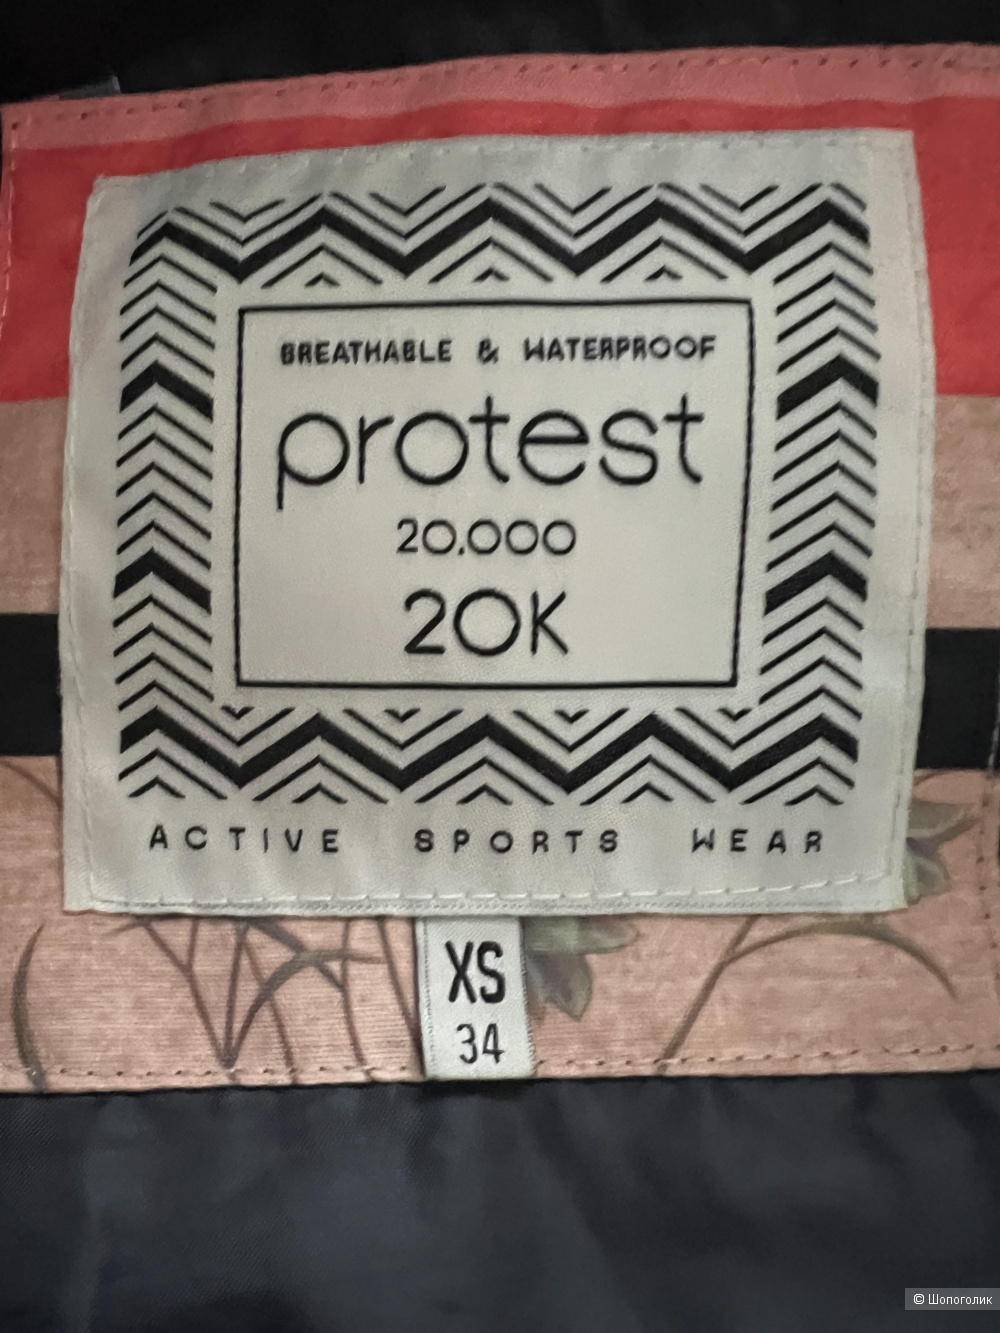 BREATHABLE & WATERPROOF
protest
20.000
20K
ACTIVE SPORTS WEAR
XS
34
© Шопоголик